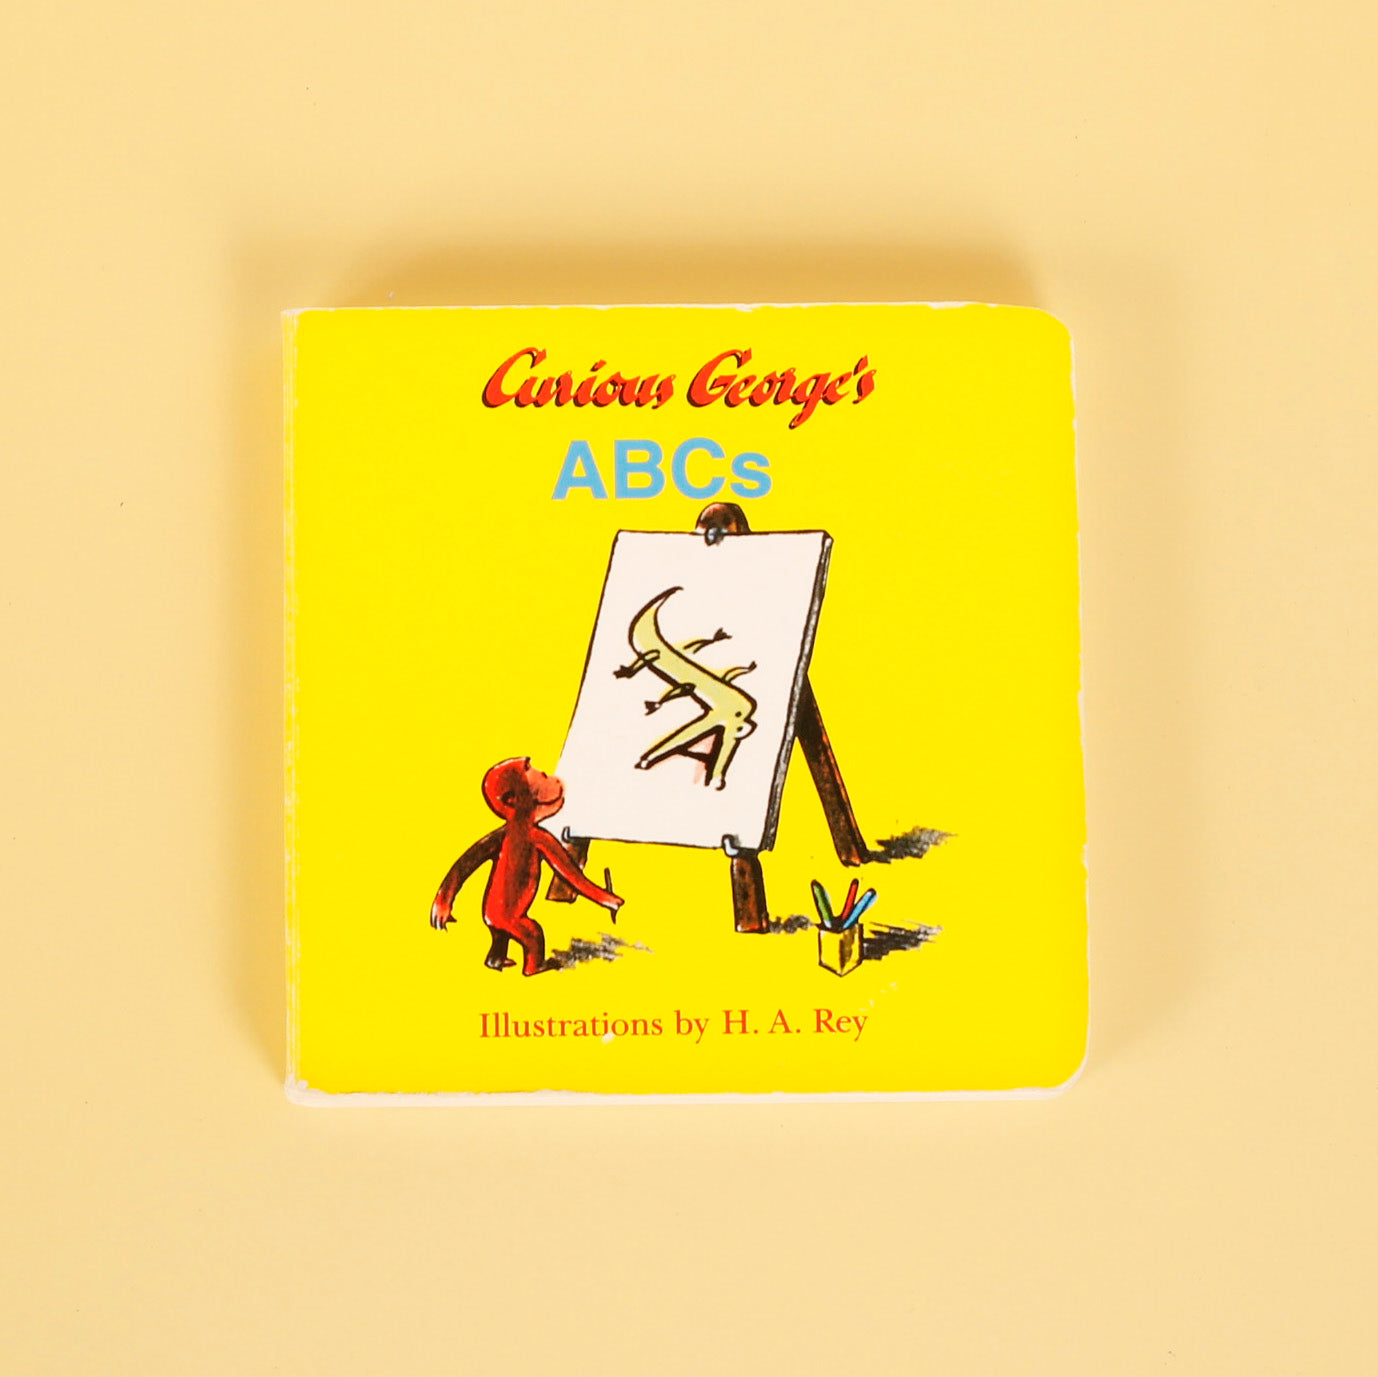 Curious George's
ABCs
A
Illustrations by H. A. Rey